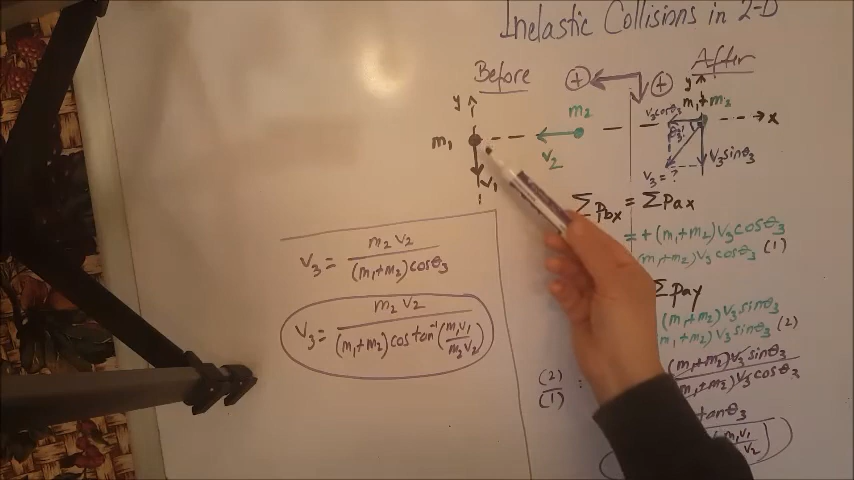 Inelastic Collisions in 2-D
Before
After
y
m₁
v₁
m₂
v₂
y
m₁+m₂
x
v₃cosθ₃
θ₃
v₃=?
v₃sinθ₃
Σpbx = Σpax
= +(m₁+m₂)v₃cosθ₃
(m₁+m₂)v₃cosθ₃ (1)
Σpay
(m₁+m₂)v₃sinθ₃
m₁+m₂)v₃sinθ₃ (2)
(2)/(1) : (m₁+m₂)v₃sinθ₃/(m₁+m₂)v₃cosθ₃
tanθ₃
m₁v₁/v₂)
v₃ = m₂v₂/(m₁+m₂)cosθ₃
v₃ = m₂v₂/(m₁+m₂)cos tan⁻¹(m₁v₁/m₂v₂)